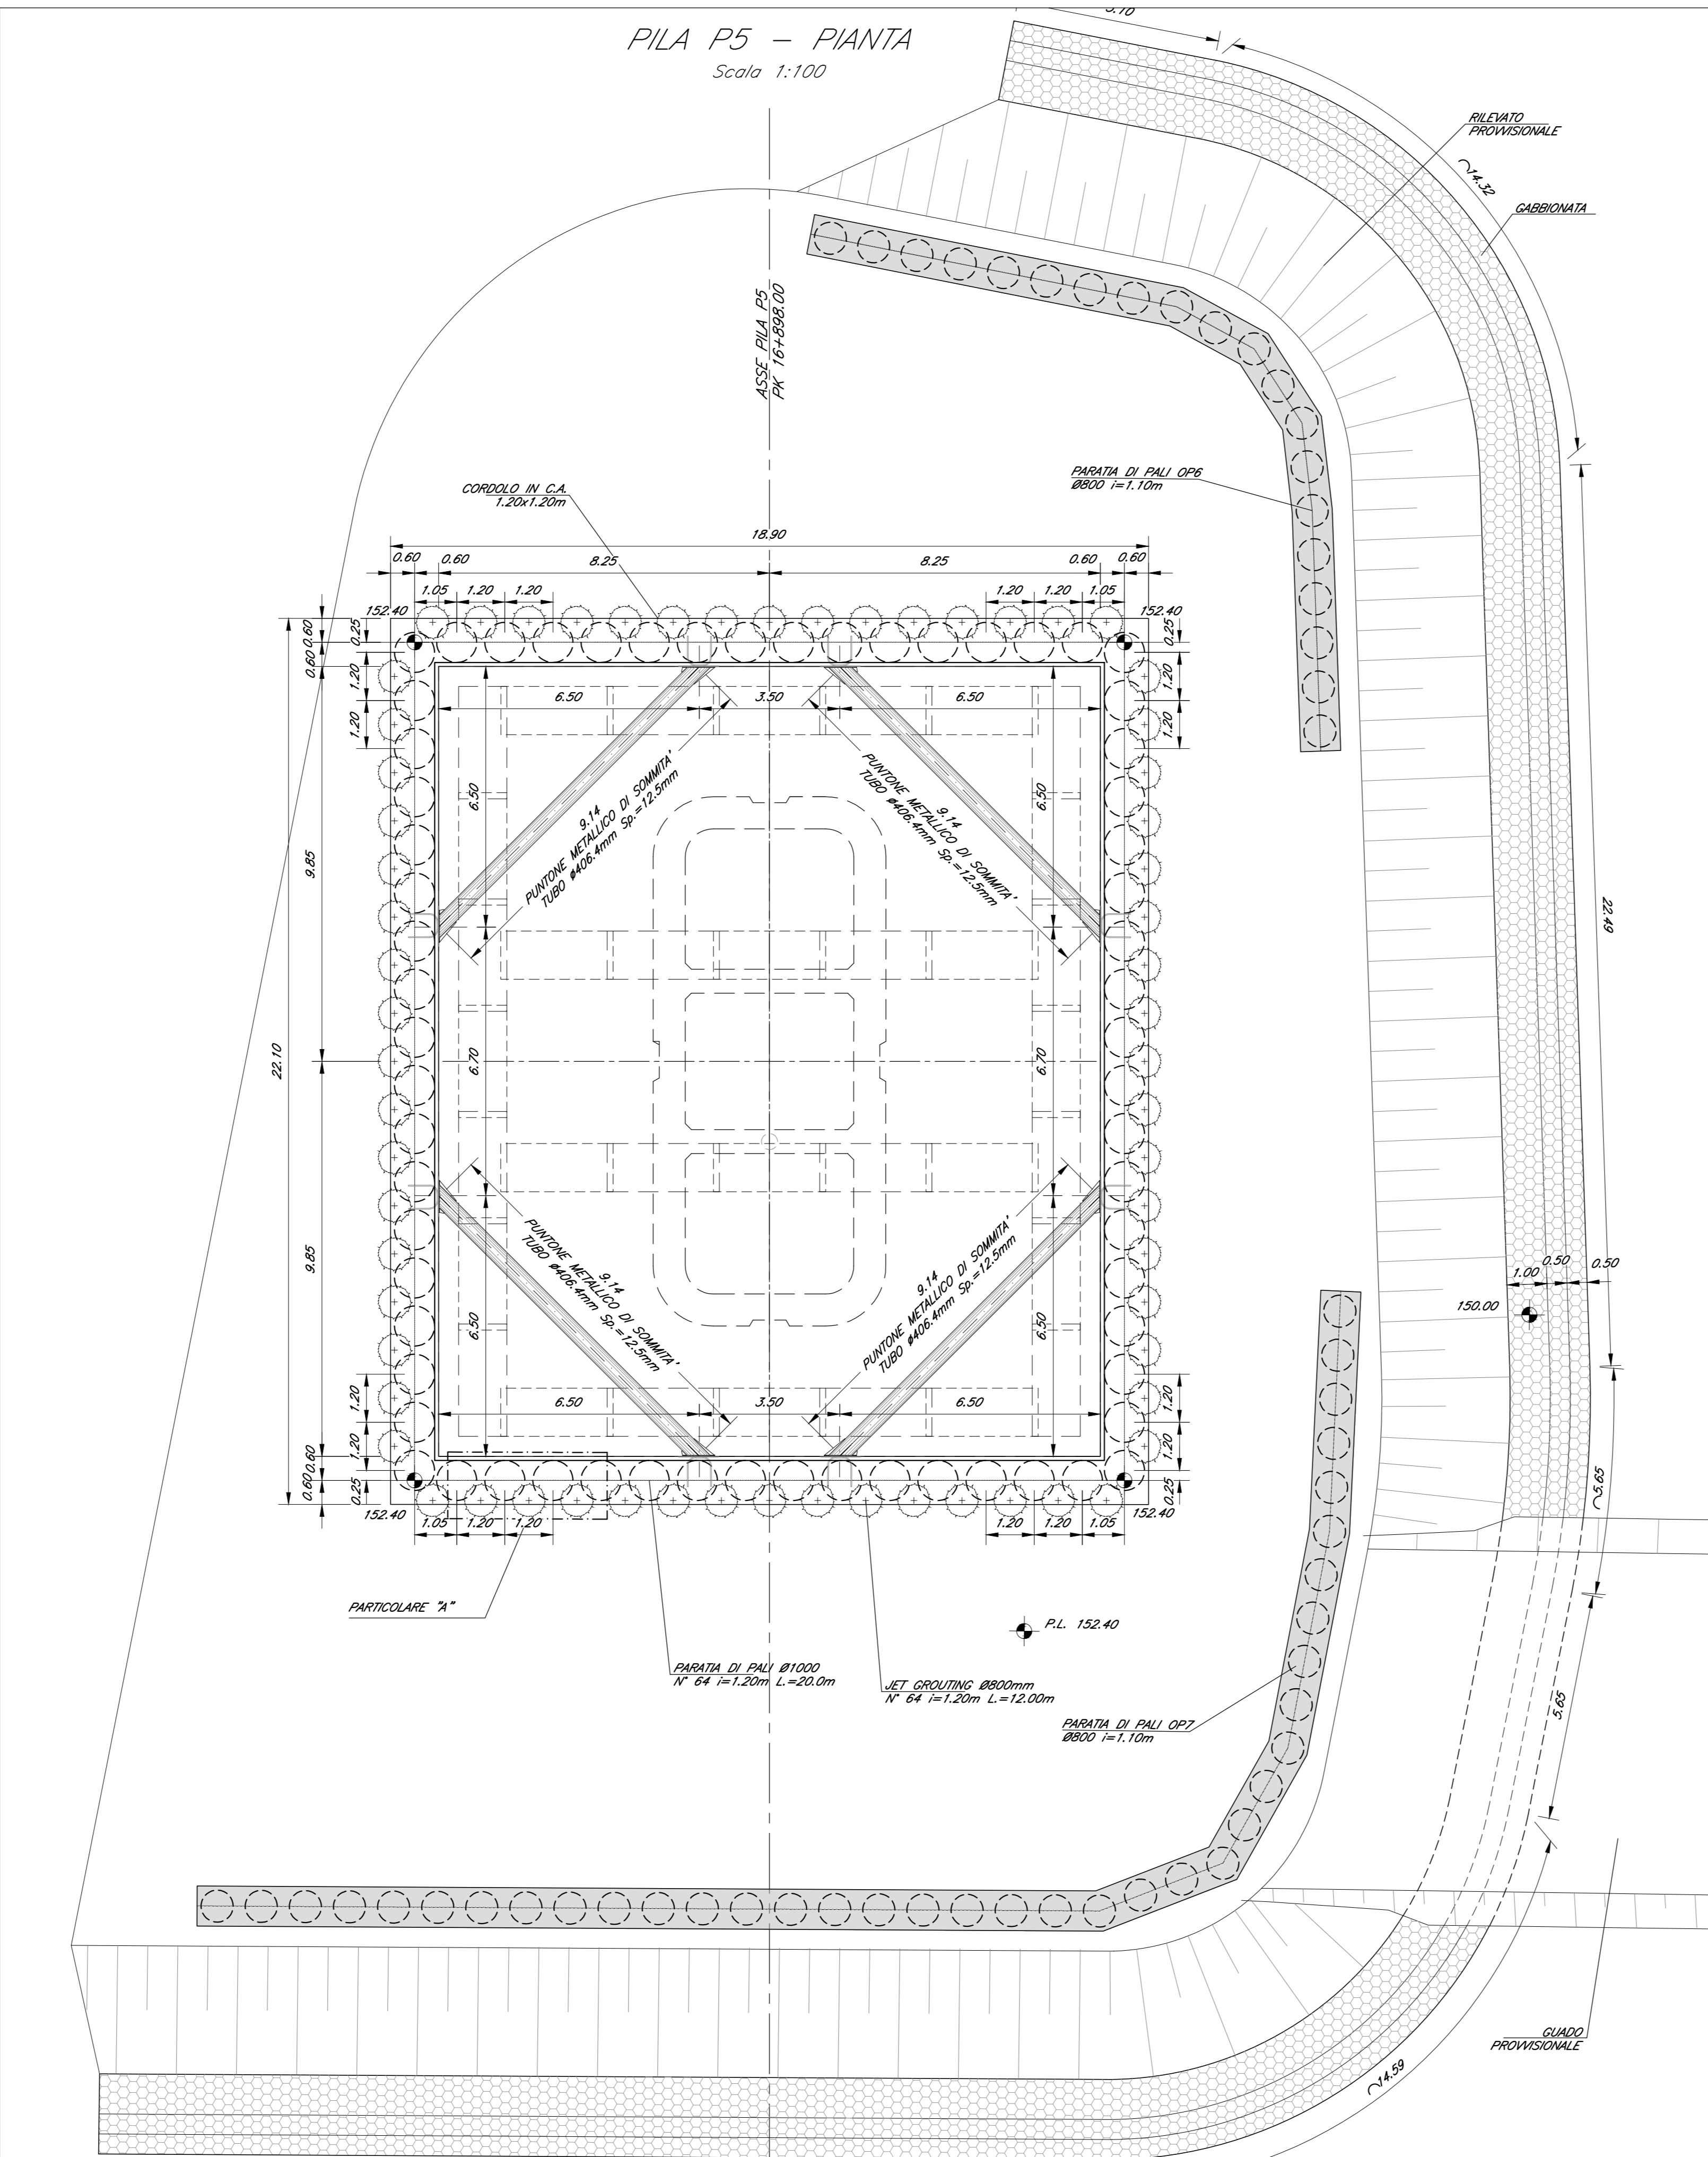 PILA P5 – PIANTA
Scala 1:100
14.32
RILEVATO
PROVVISIONALE
GABBIONATA
ASSE PILA P5
PK 16+898.00
PARATIA DI PALI OP6
Ø800 i=1.10m
CORDOLO IN C.A.
1.20x1.20m
18.90
0.60
0.60
8.25
8.25
0.60
0.60
1.05
1.20
1.20
1.20
1.20
1.05
152.40
152.40
0.60
0.60
0.25
1.20
1.20
0.25
1.20
1.20
6.50
3.50
6.50
6.50
6.50
9.14
PUNTONE METALLICO DI SOMMITA'
TUBO ø406.4mm Sp.=12.5mm
9.14
PUNTONE METALLICO DI SOMMITA'
TUBO ø406.4mm Sp.=12.5mm
9.85
22.10
22.49
6.70
6.70
9.85
9.14
PUNTONE METALLICO DI SOMMITA'
TUBO ø406.4mm Sp.=12.5mm
9.14
PUNTONE METALLICO DI SOMMITA'
TUBO ø406.4mm Sp.=12.5mm
6.50
6.50
1.00
0.50
0.50
150.00
6.50
3.50
6.50
1.20
1.20
0.25
0.60
0.60
1.20
1.20
0.25
152.40
152.40
1.05
1.20
1.20
1.20
1.20
1.05
5.65
PARTICOLARE "A"
P.L. 152.40
PARATIA DI PALI Ø1000
N° 64 i=1.20m L.=20.0m
JET GROUTING Ø800mm
N° 64 i=1.20m L.=12.00m
PARATIA DI PALI OP7
Ø800 i=1.10m
5.65
GUADO
PROVVISIONALE
14.59